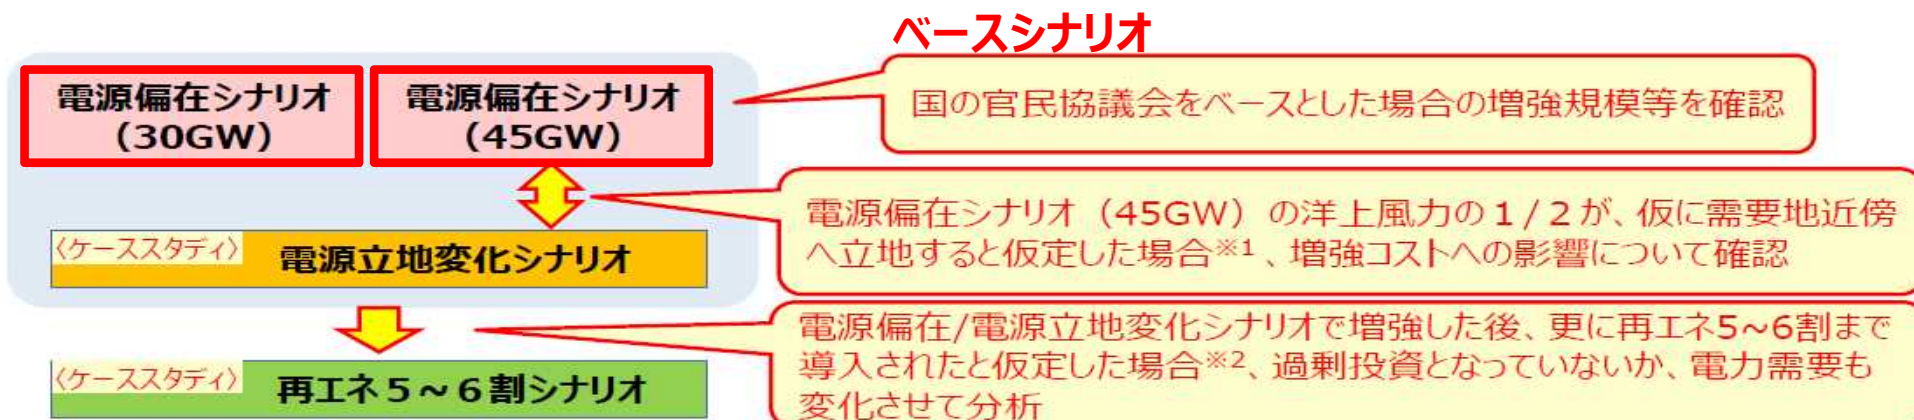 ベースシナリオ
電源偏在シナリオ
(30GW)
電源偏在シナリオ
(45GW)
国の官民協議会をベースとした場合の増強規模等を確認
電源偏在シナリオ（45GW）の洋上風力の１/２が、仮に需要地近傍
へ立地すると仮定した場合※1、増強コストへの影響について確認
〈ケーススタディ〉 電源立地変化シナリオ
電源偏在/電源立地変化シナリオで増強した後、更に再エネ5~6割まで
導入されたと仮定した場合※2、過剰投資となっていないか、電力需要も
変化させて分析
〈ケーススタディ〉 再エネ５～６割シナリオ